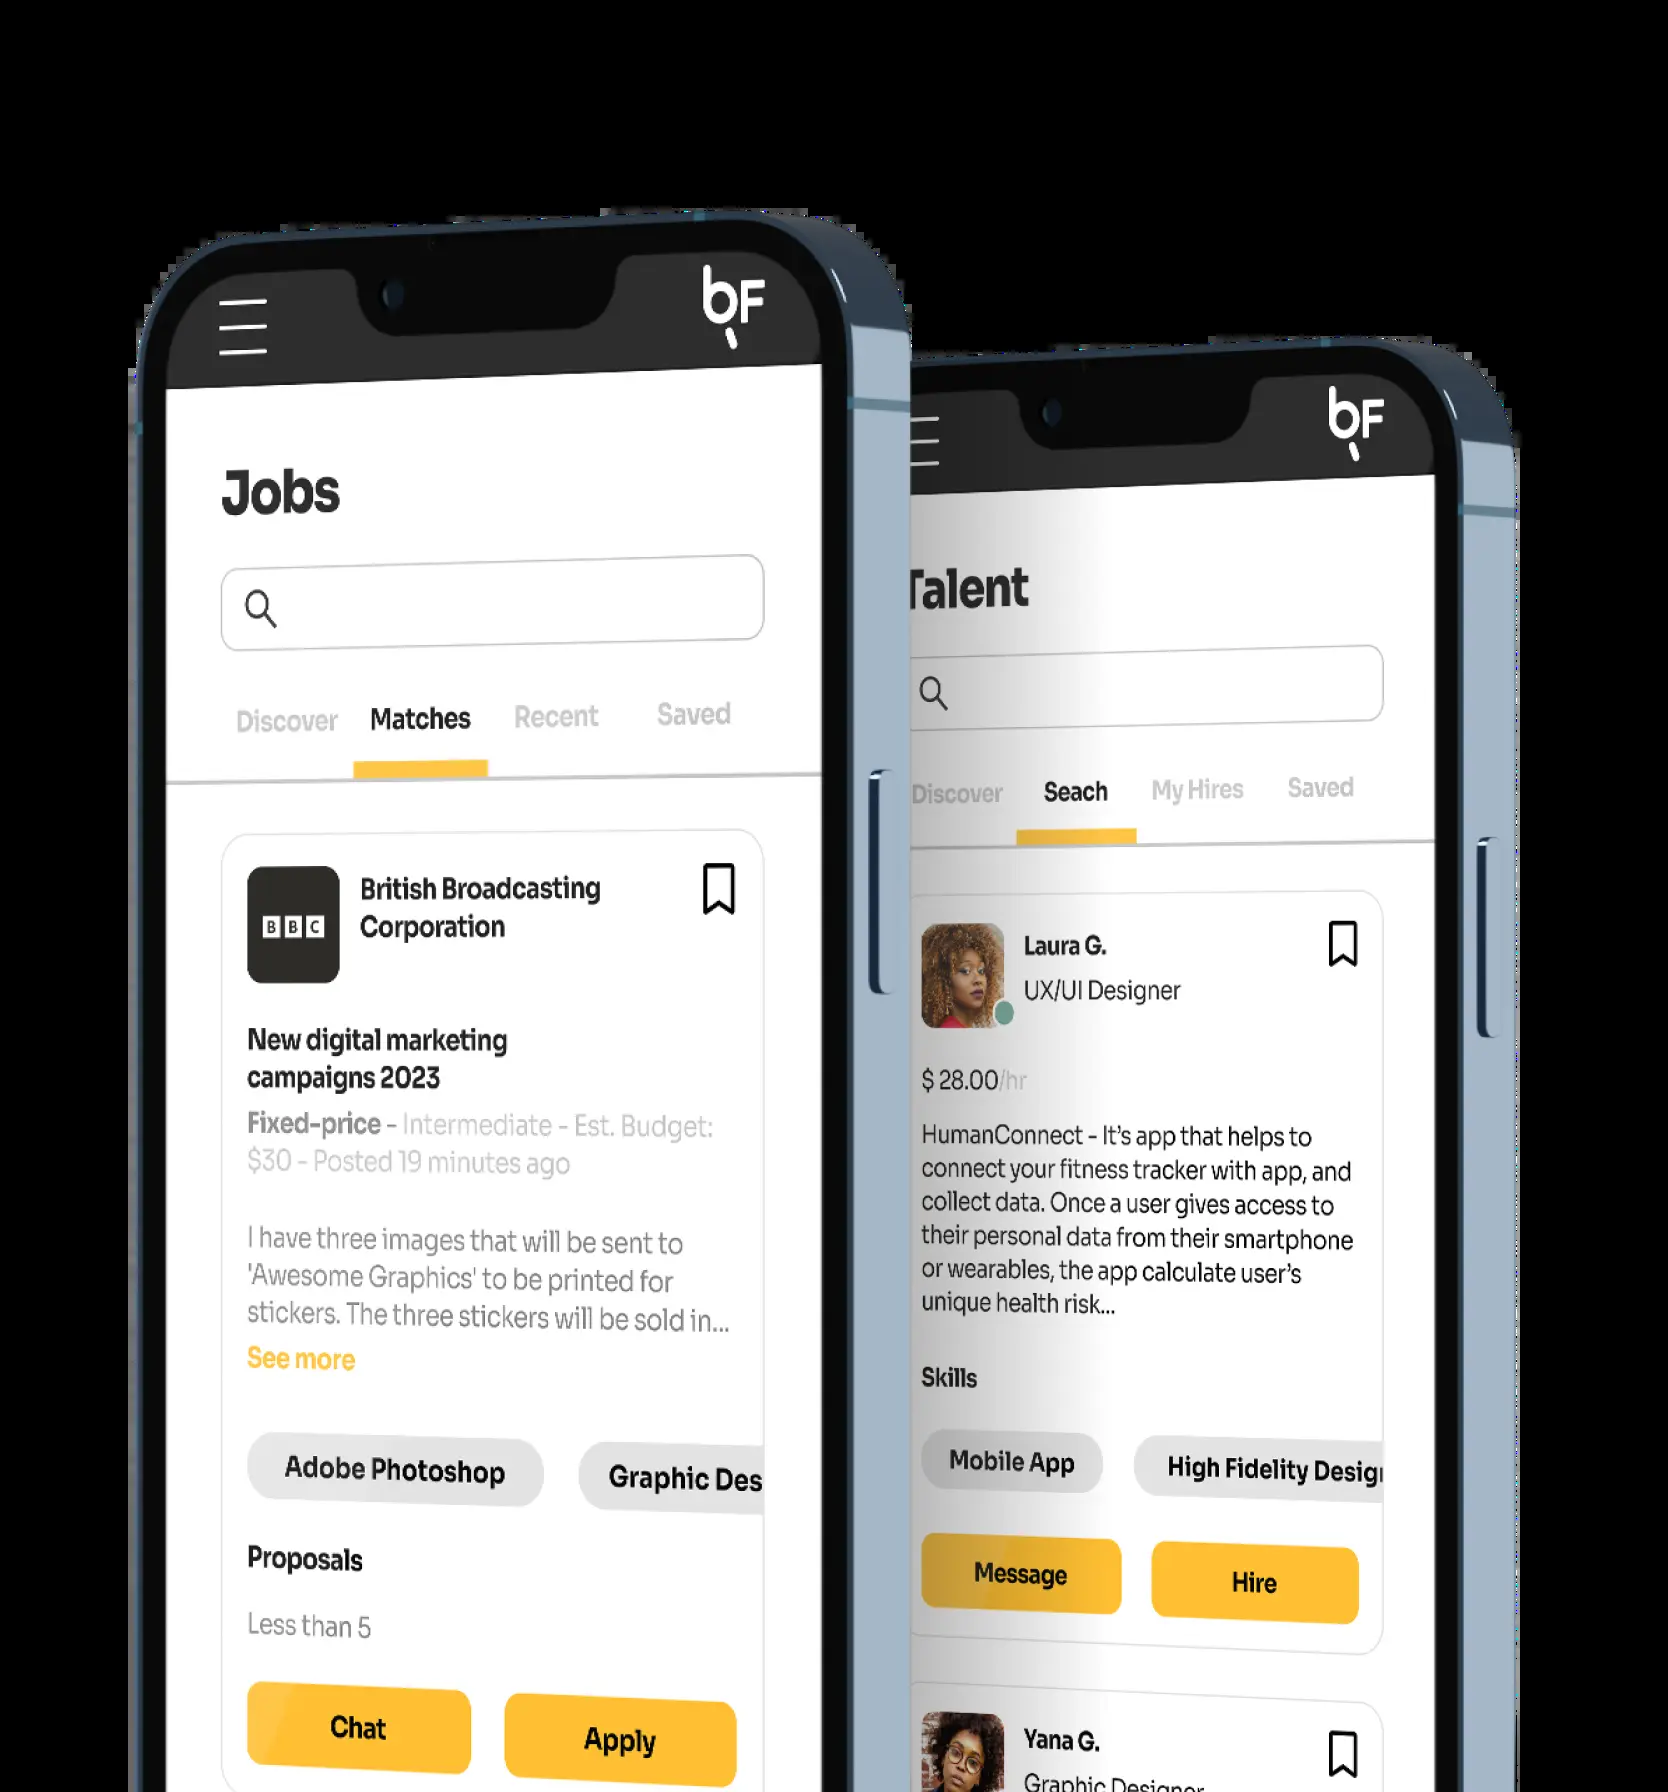 bF
Jobs
Discover Matches Recent Saved
BBC
British Broadcasting
Corporation
New digital marketing
campaigns 2023
Fixed-price - Intermediate - Est. Budget:
$30 - Posted 19 minutes ago
I have three images that will be sent to
'Awesome Graphics' to be printed for
stickers. The three stickers will be sold in...
See more
Adobe Photoshop Graphic Des
Proposals
Less than 5
Chat Apply
bF
Talent
Discover Seach My Hires Saved
Laura G.
UX/UI Designer
$ 28.00/hr
HumanConnect - It's app that helps to
connect your fitness tracker with app, and
collect data. Once a user gives access to
their personal data from their smartphone
or wearables, the app calculate user's
unique health risk...
Skills
Mobile App High Fidelity Desig
Message Hire
Yana G.
Graphic Designer